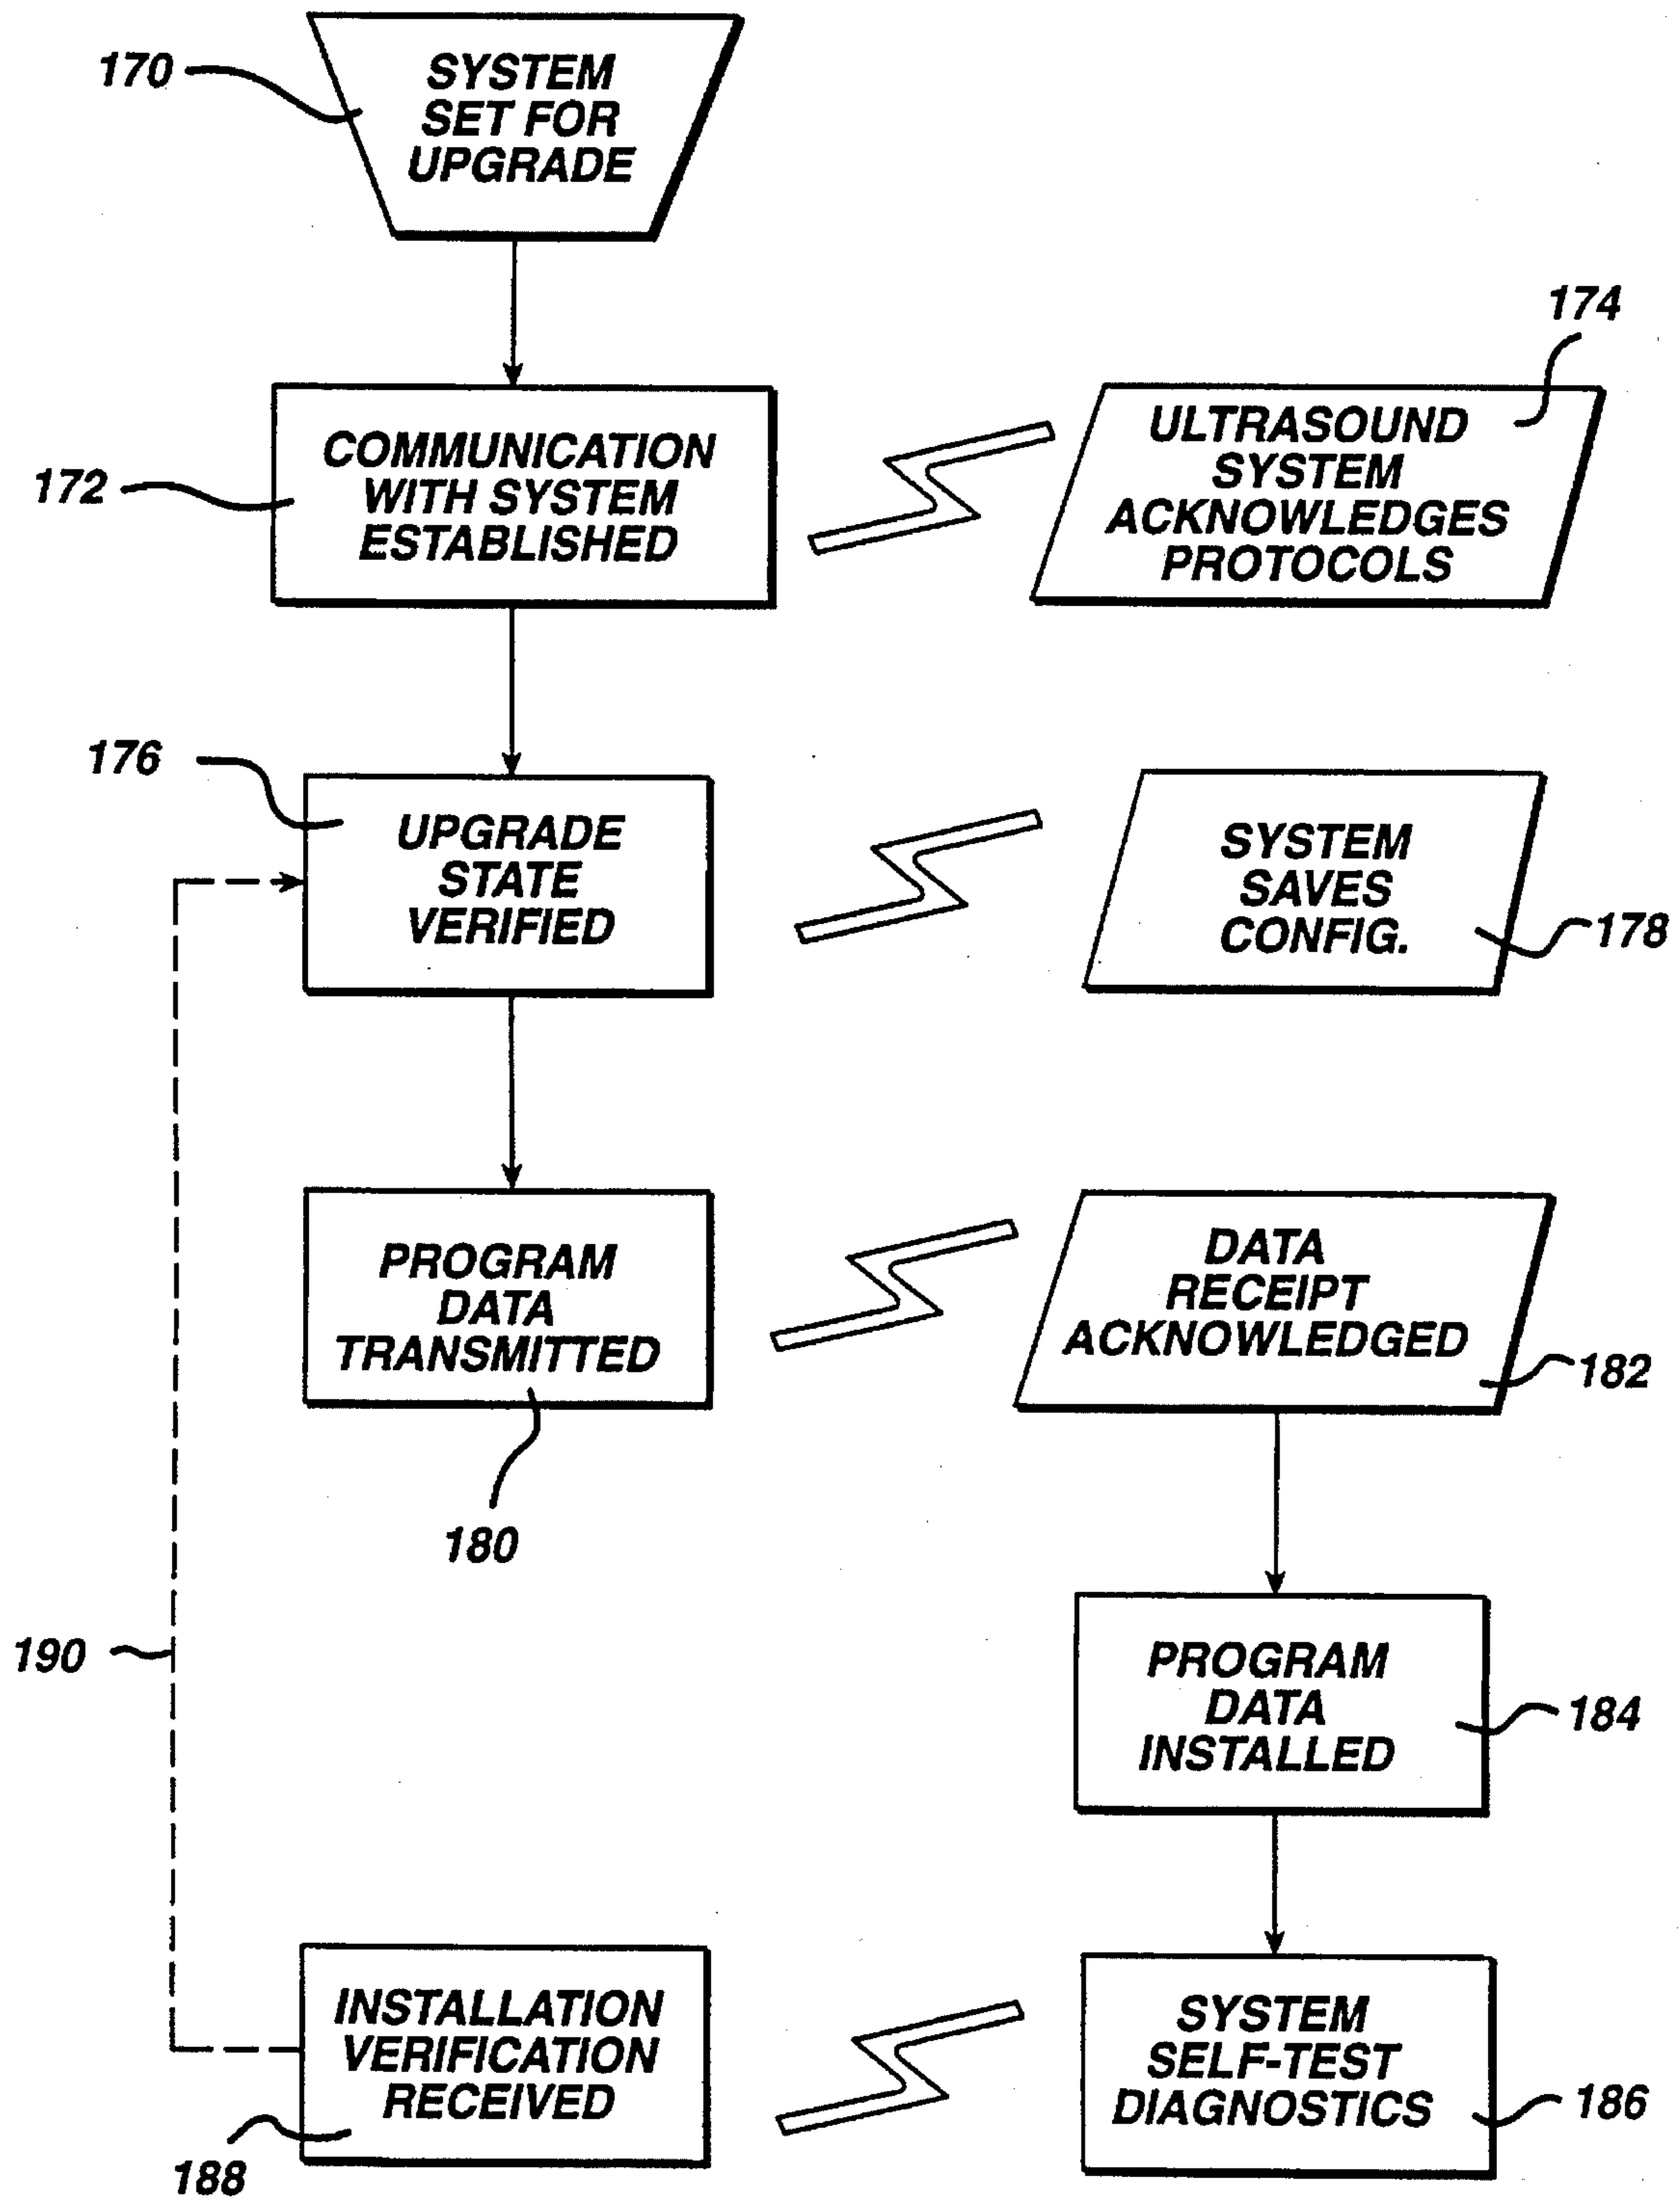 170
SYSTEM
SET FOR
UPGRADE
172
COMMUNICATION
WITH SYSTEM
ESTABLISHED
174
ULTRASOUND
SYSTEM
ACKNOWLEDGES
PROTOCOLS
176
UPGRADE
STATE
VERIFIED
SYSTEM
SAVES
CONFIG.
178
PROGRAM
DATA
TRANSMITTED
180
DATA
RECEIPT
ACKNOWLEDGED
182
190
PROGRAM
DATA
INSTALLED
184
INSTALLATION
VERIFICATION
RECEIVED
188
SYSTEM
SELF-TEST
DIAGNOSTICS
186